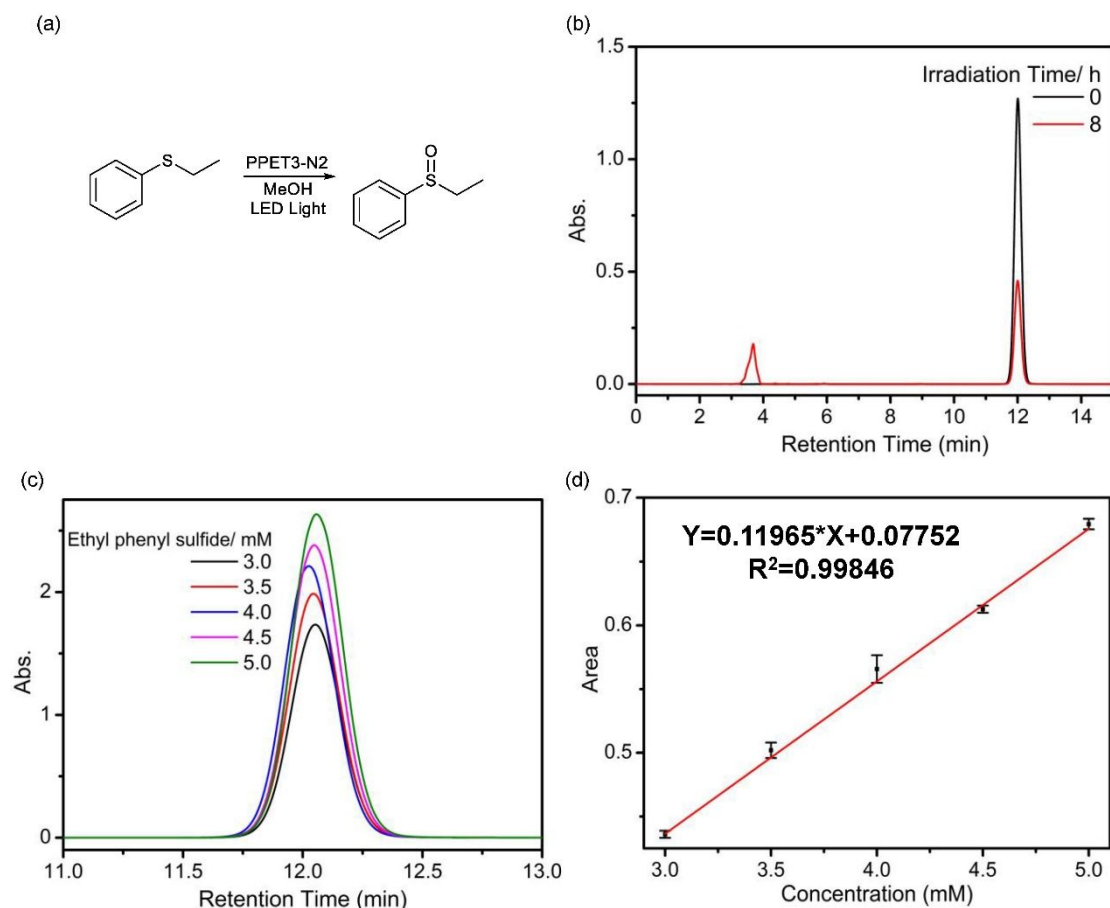 (a)
S
PPET3-N2
MeOH
LED Light
O
S
(b)
1.5
1.0
0.5
0.0
Abs.
Irradiation Time/ h
0
8
0 2 4 6 8 10 12 14
Retention Time (min)
(c)
Ethyl phenyl sulfide/ mM
3.0
3.5
4.0
4.5
5.0
2
1
0
Abs.
11.0 11.5 12.0 12.5 13.0
Retention Time (min)
(d)
0.7
0.6
0.5
Area
Y=0.11965*X+0.07752
R²=0.99846
3.0 3.5 4.0 4.5 5.0
Concentration (mM)